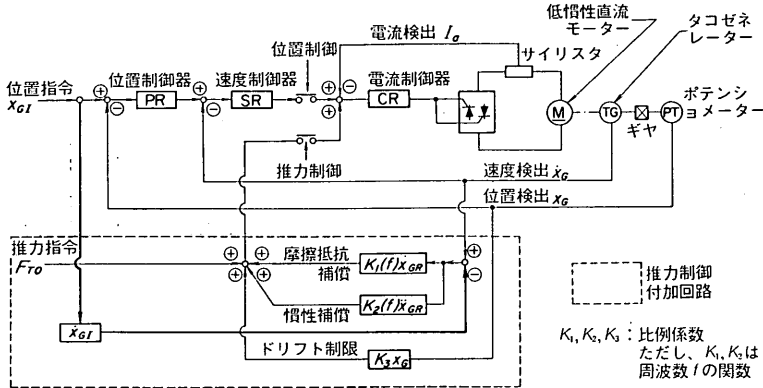 電流検出 Ia
低慣性直流
モーター
タコゼネ
レーター
位置制御
サイリスタ
位置指令
xGI
位置制御器
PR
速度制御器
SR
電流制御器
CR
M
TG
PT
ポテンシ
ョメーター
ギヤ
推力制御
速度検出 ẋG
位置検出 xG
推力指令
FTO
摩擦抵抗
補償
K1(f)ẋGR
慣性補償
K2(f)ẋGR
ẋGI
ドリフト制限
K3xG
推力制御
付加回路
K1, K2, K3 : 比例係数
ただし、K1, K2は
周波数 f の関数